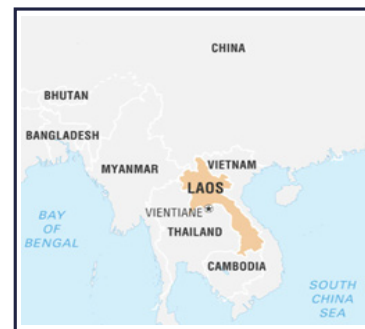 CHINA
BHUTAN
BANGLADESH
MYANMAR
VIETNAM
LAOS
VIENTIANE
BAY
OF
BENGAL
THAILAND
CAMBODIA
SOUTH
CHINA
SEA